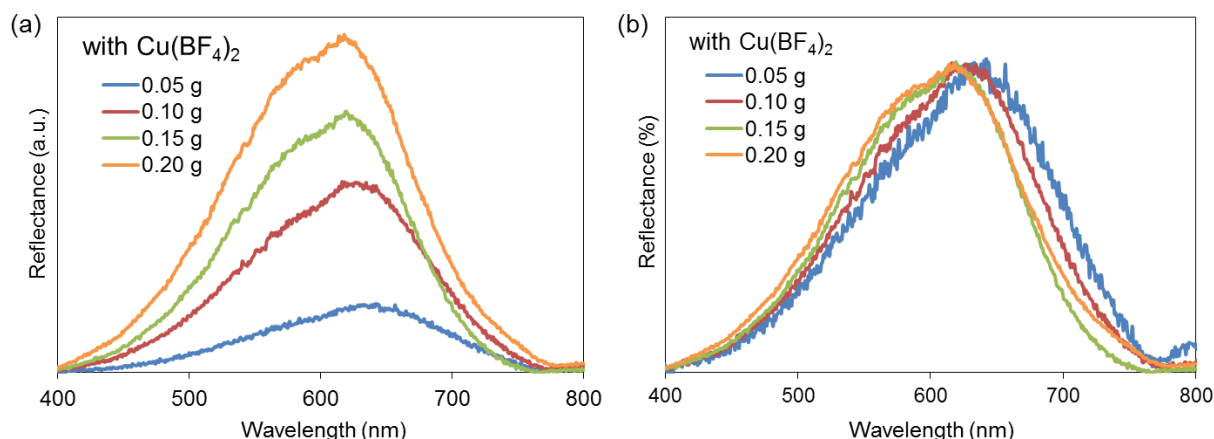 (a)
with Cu(BF₄)₂
0.05 g
0.10 g
0.15 g
0.20 g
Reflectance (a.u.)
400 500 600 700 800
Wavelength (nm)
(b)
with Cu(BF₄)₂
0.05 g
0.10 g
0.15 g
0.20 g
Reflectance (%)
400 500 600 700 800
Wavelength (nm)